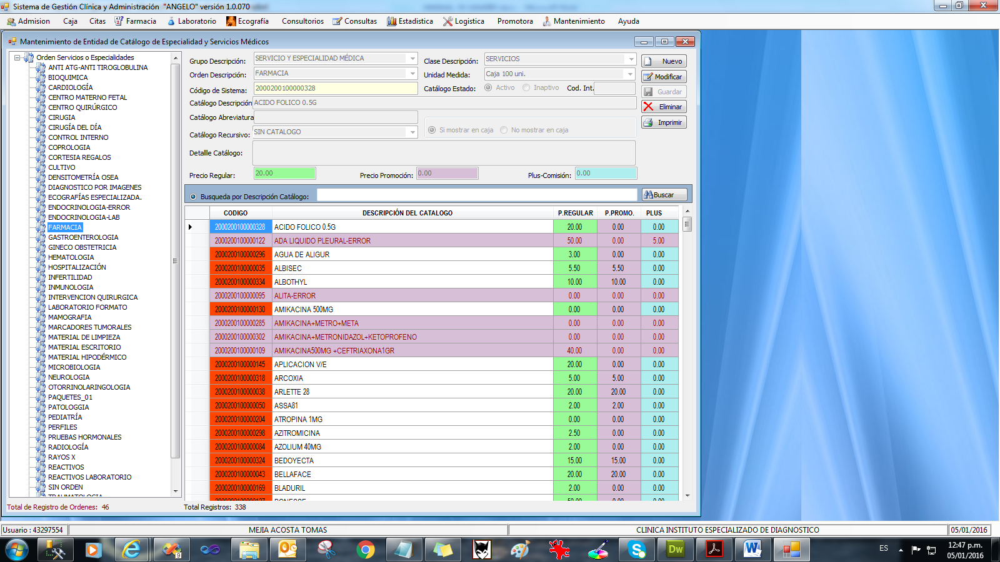 Sistema de Gestión Clínica y Administración  "ANGELO" versión 1.0.070
Admision Caja Citas Farmacia Laboratorio Ecografía Consultorios Consultas Estadistica Logistica Promotora Mantenimiento Ayuda
Mantenimiento de Entidad de Catálogo de Especialidad y Servicios Médicos
Orden Servicios o Especialidades
ANTI ATG-ANTI TIROGLOBULINA
BIOQUIMICA
CARDIOLOGÍA
CENTRO MATERNO FETAL
CENTRO QUIRÚRGICO
CIRUGIA
CIRUGÍA DEL DÍA
CONTROL INTERNO
COPROLOGIA
CORTESIA REGALOS
CULTIVO
DENSITOMETRÍA OSEA
DIAGNOSTICO POR IMAGENES
ECOGRAFÍAS ESPECIALIZADA.
ENDOCRINOLOGIA-ERROR
ENDOCRINOLOGIA-LAB
FARMACIA
GASTROENTEROLOGIA
GINECO OBSTETRICIA
HEMATOLOGIA
HOSPITALIZACIÓN
INFERTILIDAD
INMUNOLOGIA
INTERVENCION QUIRURGICA
LABORATORIO FORMATO
MAMOGRAFIA
MARCADORES TUMORALES
MATERIAL DE LIMPIEZA
MATERIAL ESCRITORIO
MATERIAL HIPODÉRMICO
MICROBIOLOGIA
NEUROLOGIA
OTORRINOLARINGOLOGIA
PAQUETES_01
PATOLOGGIA
PEDIATRÍA
PERFILES
PRUEBAS HORMONALES
RADIOLOGÍA
RAYOS X
REACTIVOS
REACTIVOS LABORATORIO
SIN ORDEN
TRAUMATOLOGIA
Total de Registro de Ordenes: 46
Grupo Descripción: SERVICIO Y ESPECIALIDAD MÉDICA Clase Descripción: SERVICIOS
Orden Descripción: FARMACIA Unidad Medida: Caja 100 uni.
Código de Sistema: 2000200100000328 Catálogo Estado: Activo Inaptivo Cod. Int.
Catálogo Descripción ACIDO FOLICO 0.5G
Catálogo Abreviatura
Catálogo Recursivo: SIN CATALOGO Si mostrar en caja No mostrar en caja
Detallle Catálogo:
Precio Regular: 20.00 Precio Promoción: 0.00 Plus-Comisión: 0.00
Nuevo
Modificar
Guardar
Eliminar
Imprimir
Busqueda por Descripción Catálogo: Buscar
CODIGO DESCRIPCIÓN DEL CATALOGO P.REGULAR P.PROMO. PLUS
2000200100000328 ACIDO FOLICO 0.5G 20.00 0.00 0.00
2000200100000122 ADA LIQUIDO PLEURAL-ERROR 50.00 0.00 5.00
2000200100000296 AGUA DE ALIGUR 3.00 0.00 0.00
2000200100000035 ALBISEC 5.50 5.50 0.00
2000200100000334 ALBOTHYL 10.00 10.00 0.00
2000200100000095 ALITA-ERROR 0.00 0.00 0.00
2000200100000130 AMIKACINA 500MG 0.00 0.00 0.00
2000200100000285 AMIKACINA+METRO+META 0.00 0.00 0.00
2000200100000302 AMIKACINA+METRONIDAZOL+KETOPROFENO 0.00 0.00 0.00
2000200100000109 AMIKACINA500MG +CEFTRIAXONA1GR 40.00 0.00 0.00
2000200100000145 APLICACION V/E 20.00 0.00 0.00
2000200100000318 ARCOXIA 5.00 5.00 0.00
2000200100000038 ARLETTE 28 20.00 20.00 0.00
2000200100000050 ASSA81 2.00 2.00 0.00
2000200100000204 ATROPINA 1MG 0.00 0.00 0.00
2000200100000298 AZITROMICINA 2.50 0.00 0.00
2000200100000084 AZOLIUM 40MG 2.00 0.00 0.00
2000200100000324 BEDOYECTA 15.00 15.00 0.00
2000200100000043 BELLAFACE 20.00 20.00 0.00
2000200100000169 BLADURIL 2.00 0.00 0.00
Total Registros: 338
Usuario : 43297554 MEJIA ACOSTA TOMAS CLINICA INSTITUTO ESPECIALIZADO DE DIAGNOSTICO 05/01/2016
9
Dw
ES
12:47 p.m.
05/01/2016